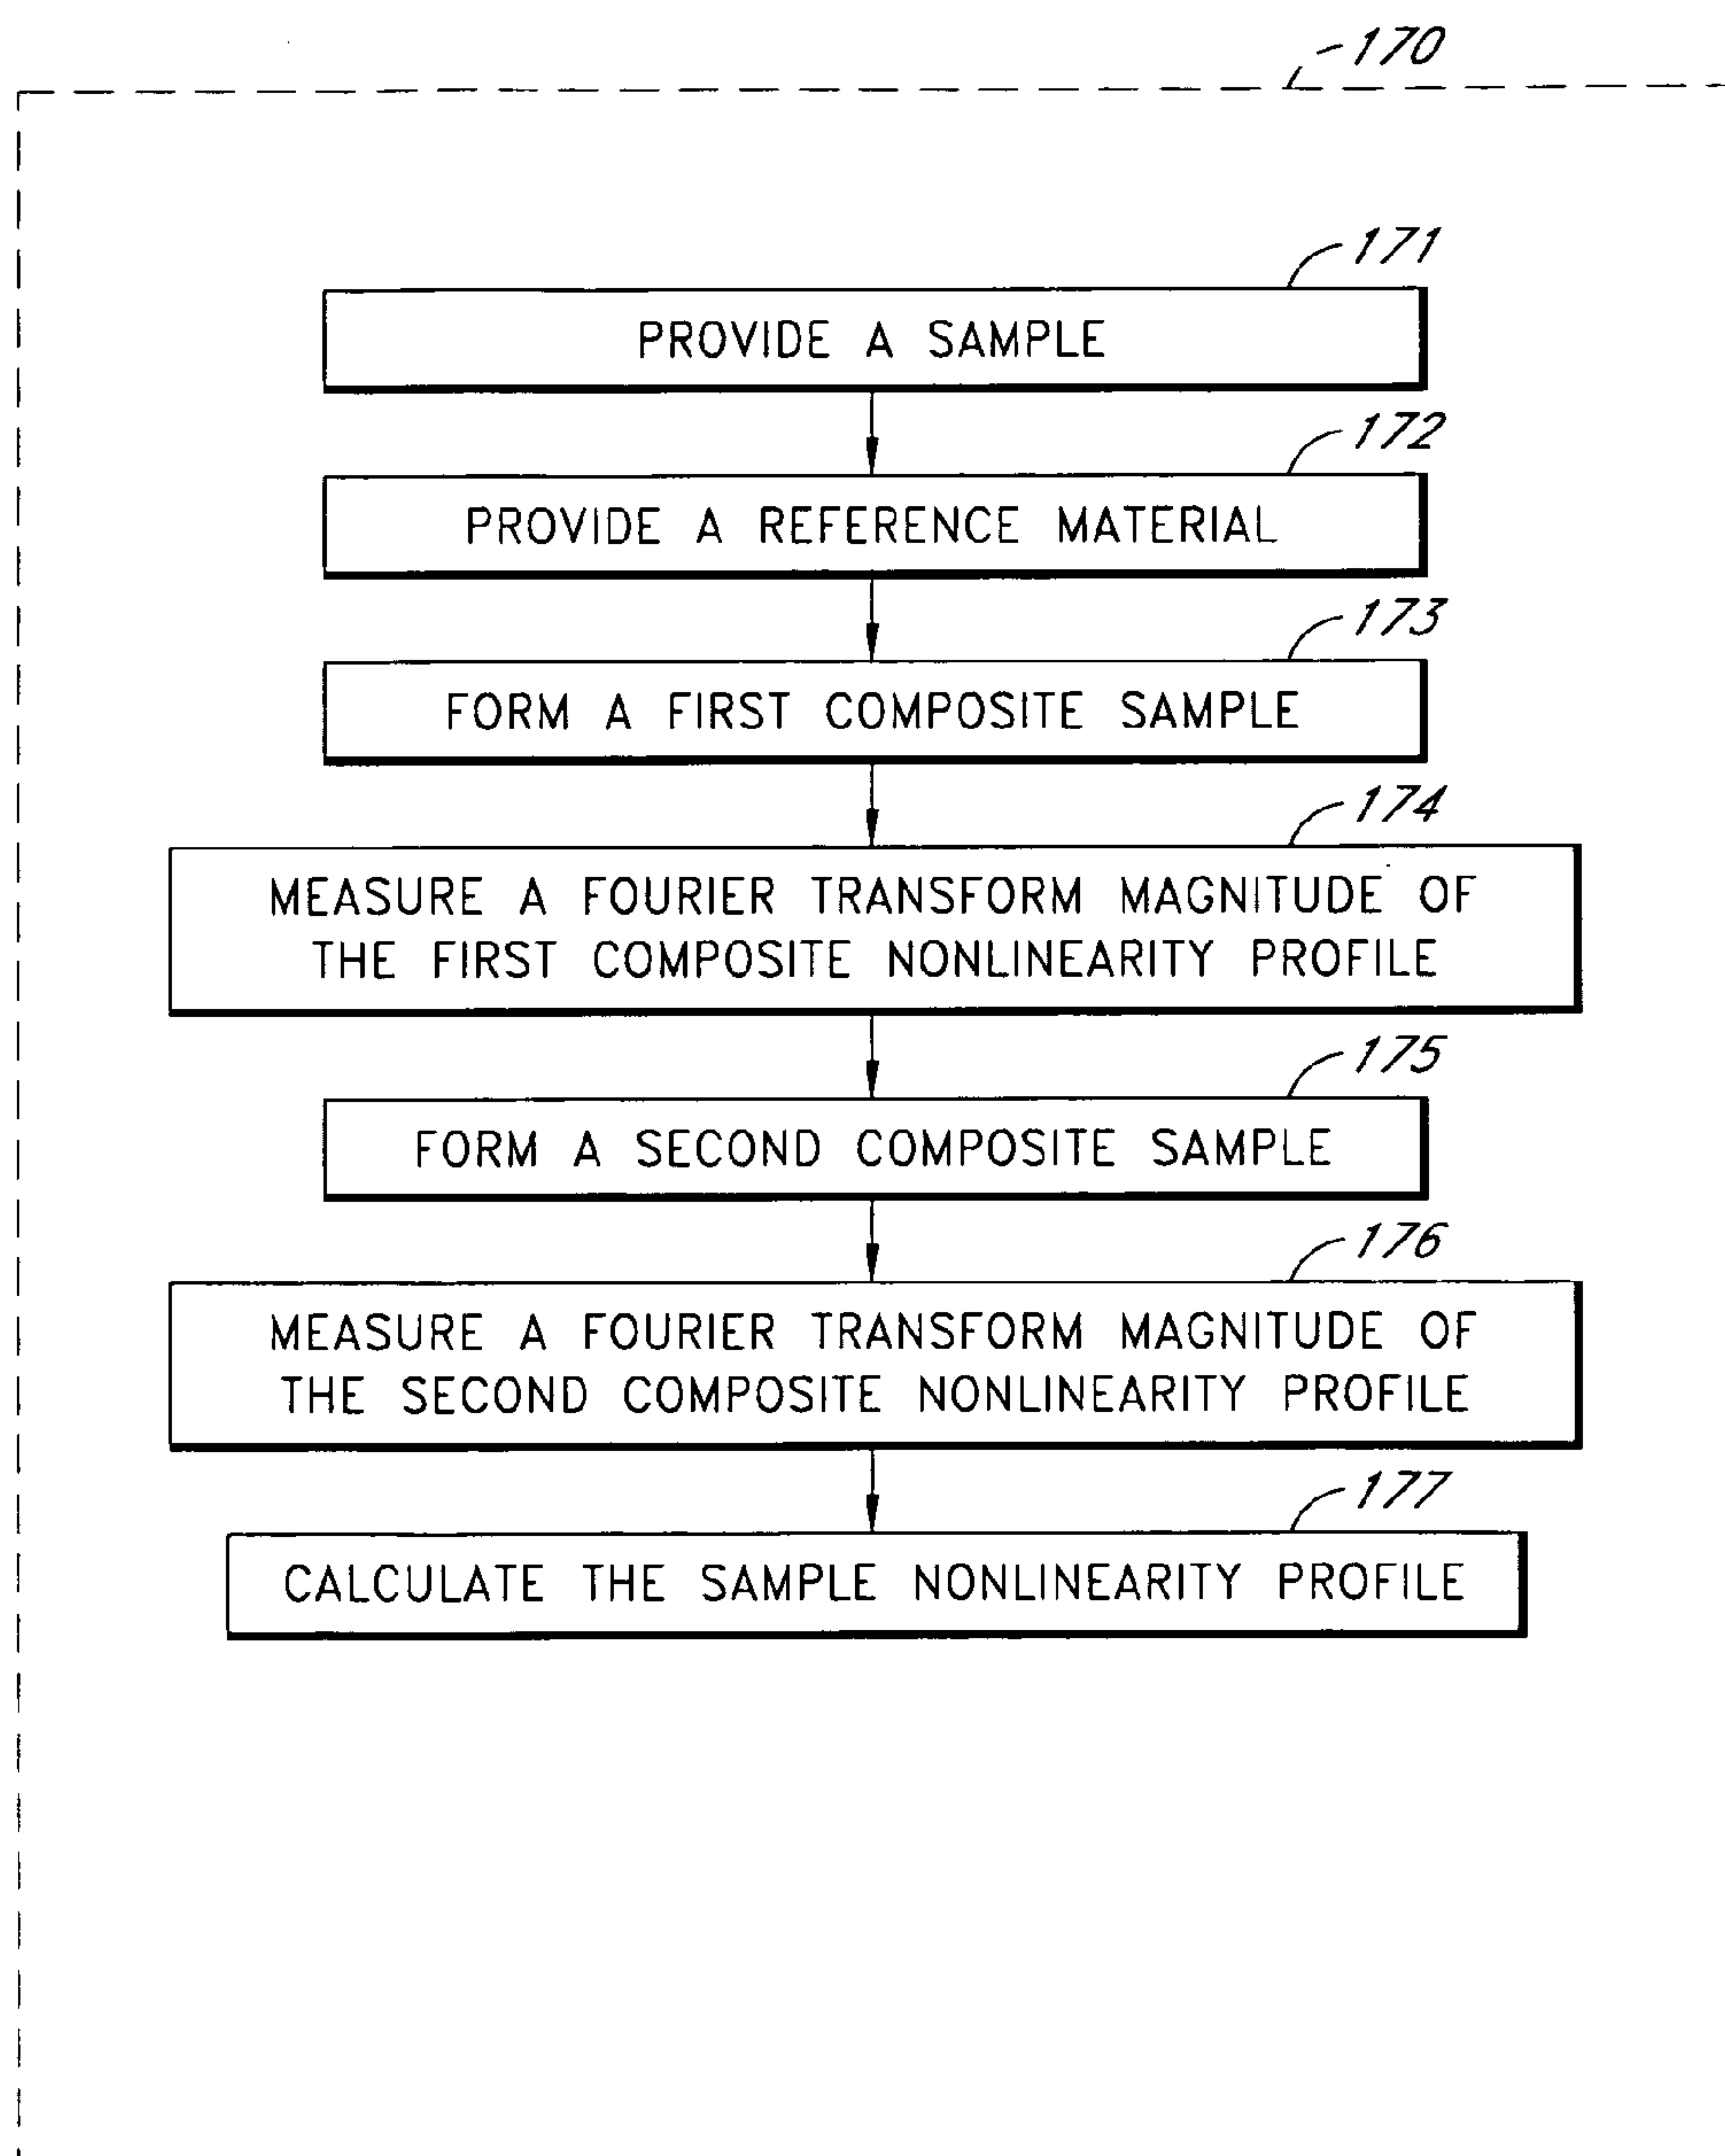 170
171
PROVIDE A SAMPLE
172
PROVIDE A REFERENCE MATERIAL
173
FORM A FIRST COMPOSITE SAMPLE
174
MEASURE A FOURIER TRANSFORM MAGNITUDE OF
THE FIRST COMPOSITE NONLINEARITY PROFILE
175
FORM A SECOND COMPOSITE SAMPLE
176
MEASURE A FOURIER TRANSFORM MAGNITUDE OF
THE SECOND COMPOSITE NONLINEARITY PROFILE
177
CALCULATE THE SAMPLE NONLINEARITY PROFILE